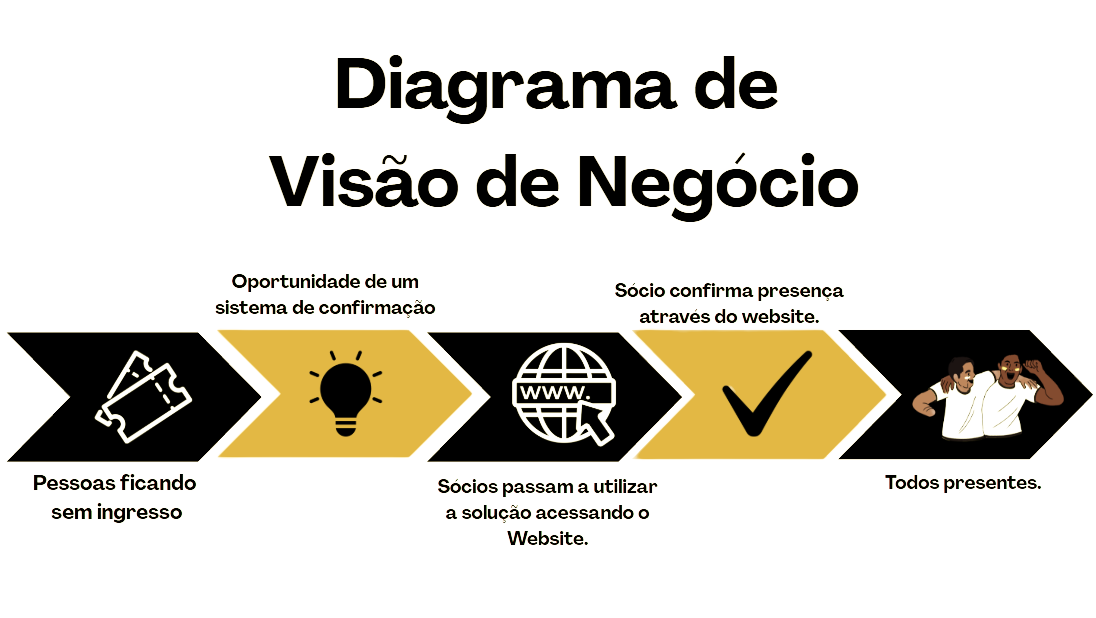 Diagrama de
Visão de Negócio
Oportunidade de um
sistema de confirmação
Sócio confirma presença
através do website.
www.
Pessoas ficando
sem ingresso
Sócios passam a utilizar
a solução acessando o
Website.
Todos presentes.